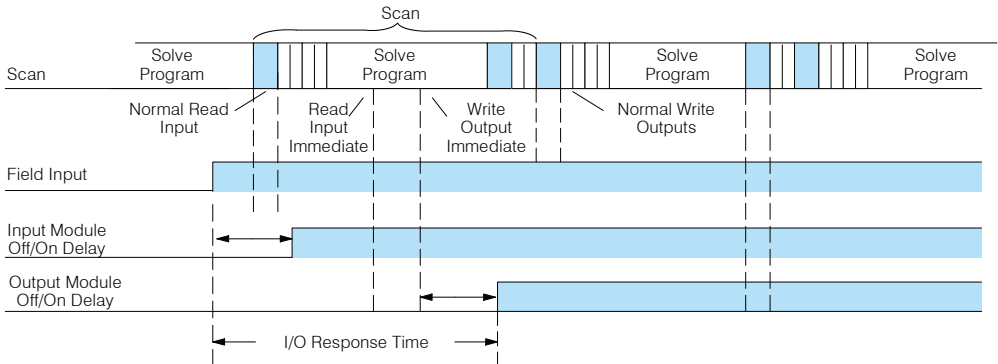 Scan
Solve
Program
Solve
Program
Solve
Program
Solve
Program
Scan
Normal Read
Input
Read
Input
Immediate
Write
Output
Immediate
Normal Write
Outputs
Field Input
Input Module
Off/On Delay
Output Module
Off/On Delay
I/O Response Time